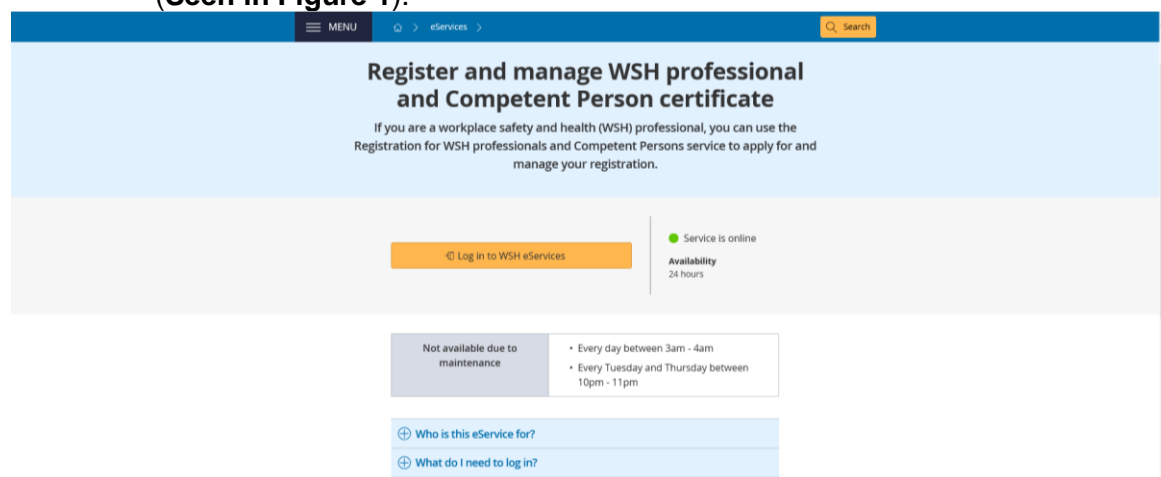 (Seen in Figure 1).
MENU
eServices
Search
Register and manage WSH professional
and Competent Person certificate
If you are a workplace safety and health (WSH) professional, you can use the
Registration for WSH professionals and Competent Persons service to apply for and
manage your registration.
Log in to WSH eServices
Service is online
Availability
24 hours
Not available due to
maintenance
• Every day between 3am - 4am
• Every Tuesday and Thursday between
10pm - 11pm
Who is this eService for?
What do I need to log in?